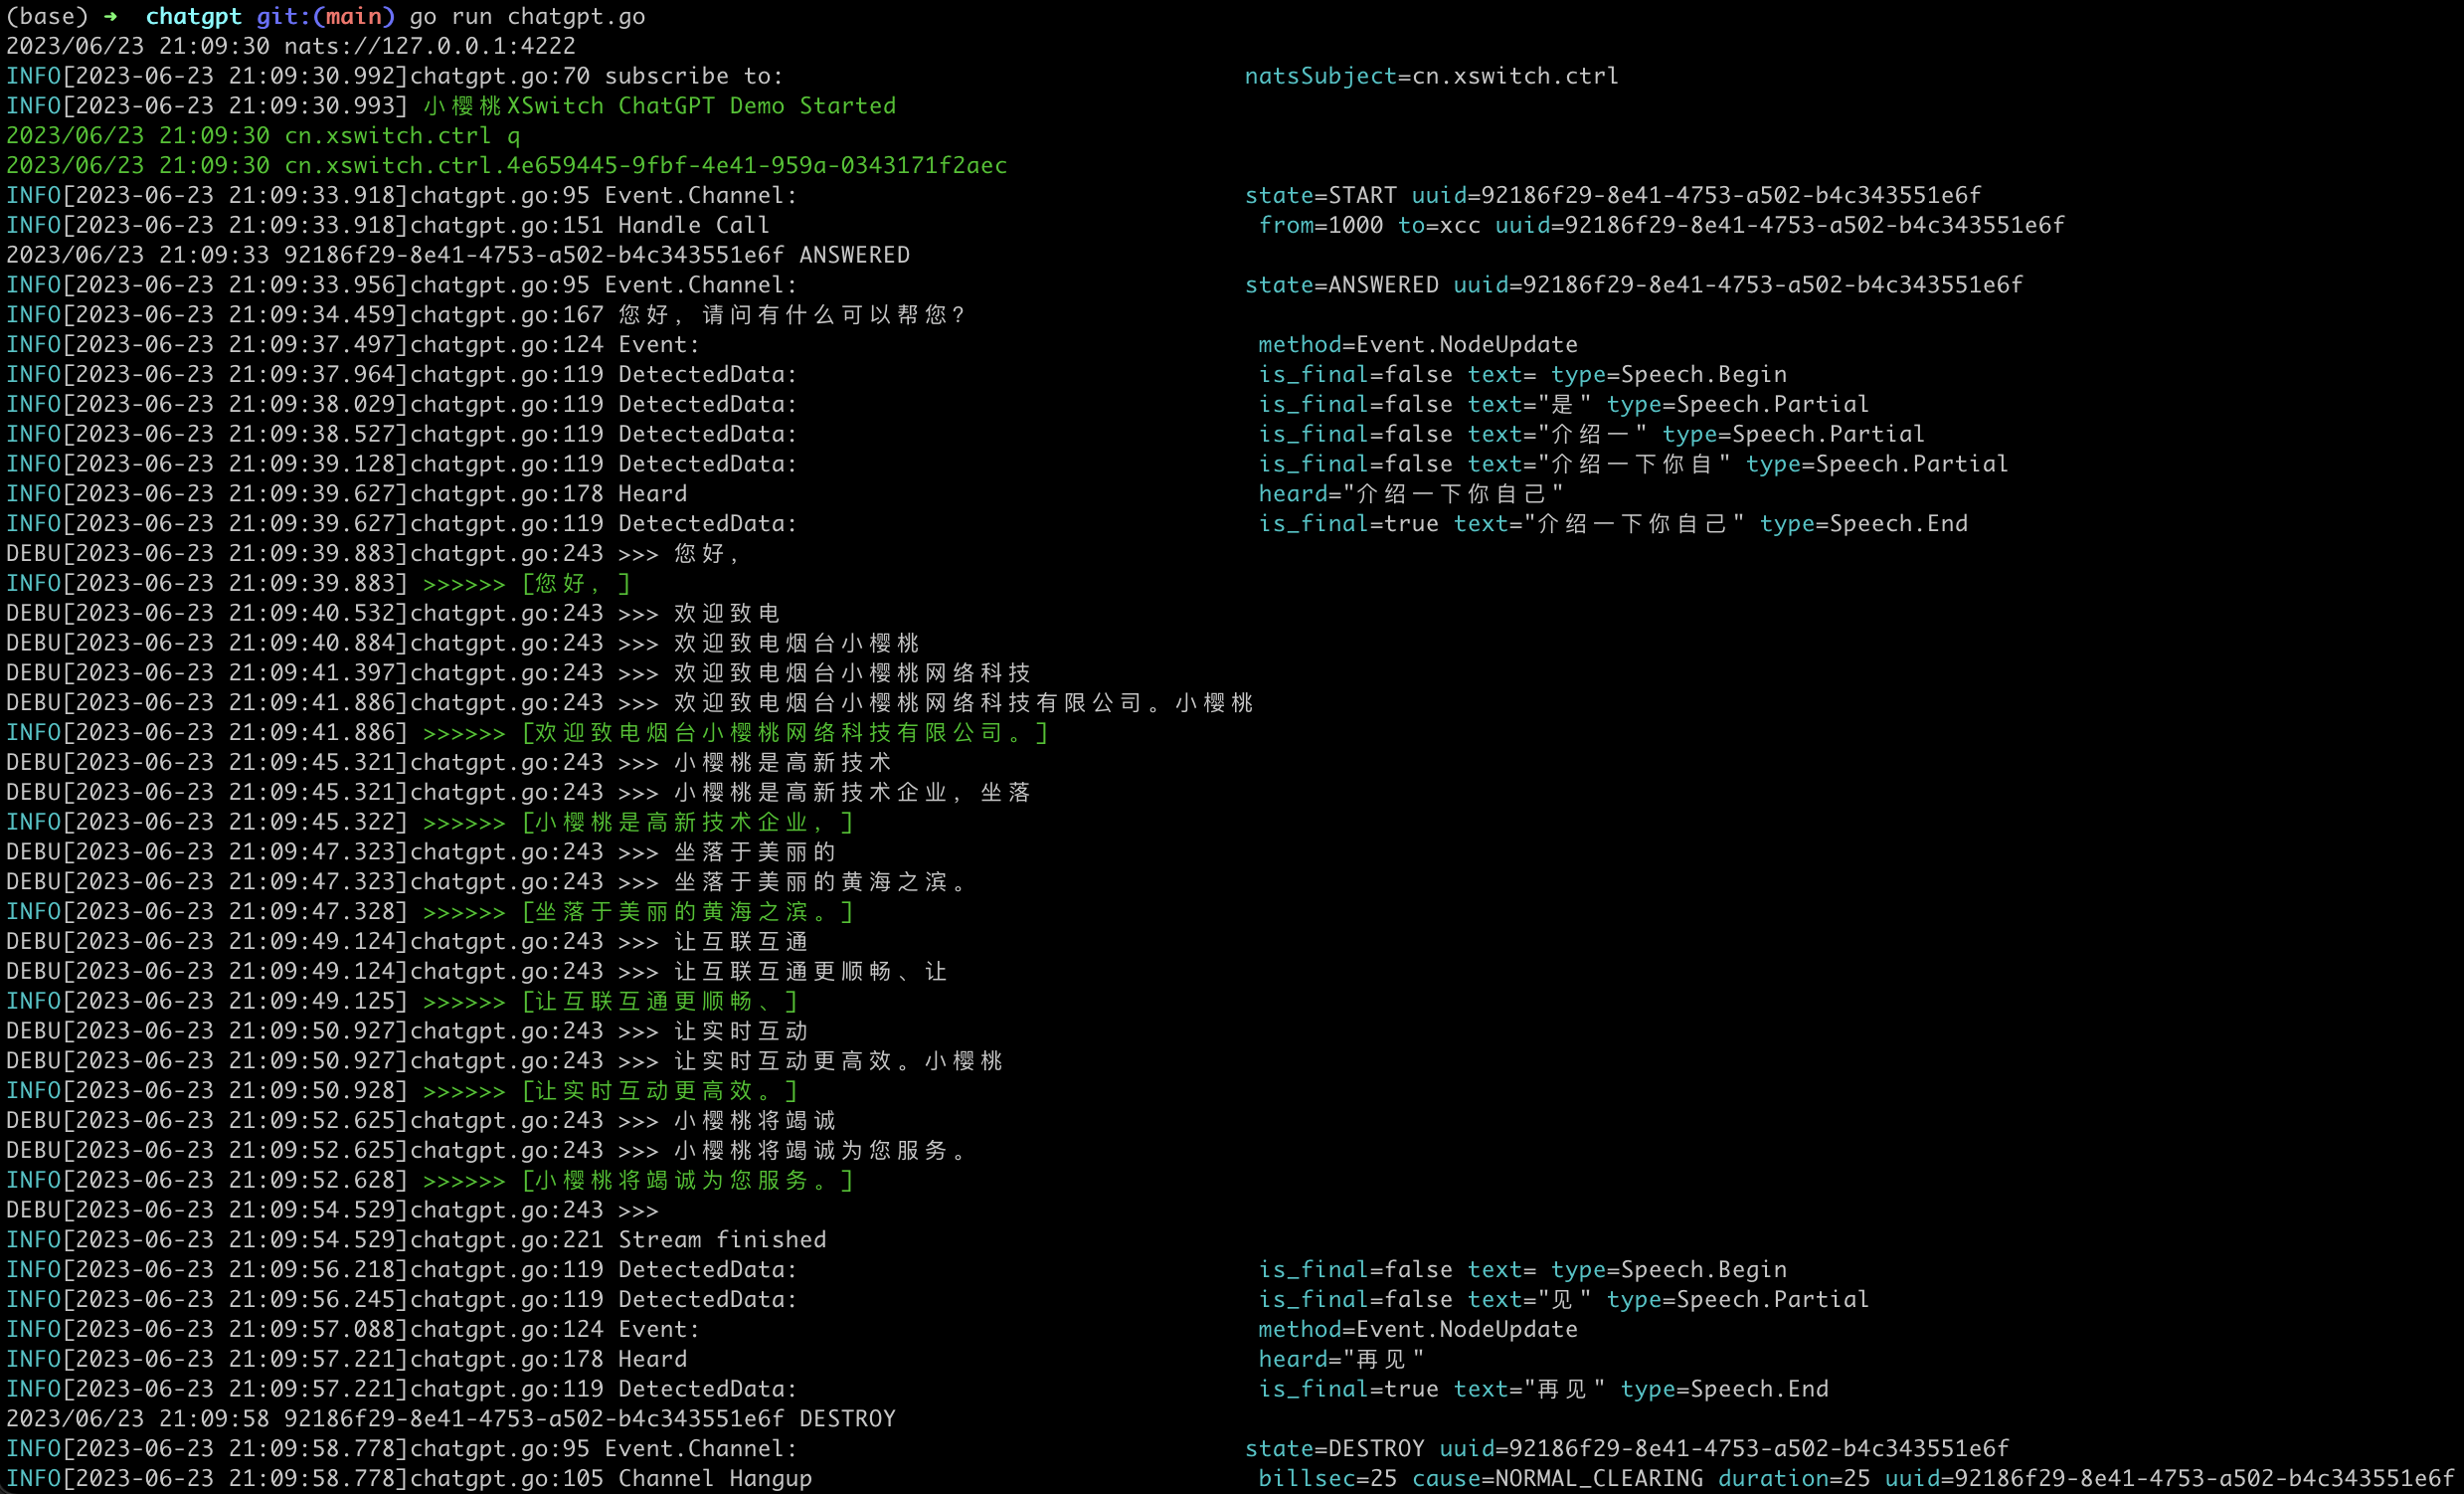 (base) ➜  chatgpt git:(main) go run chatgpt.go
2023/06/23 21:09:30 nats://127.0.0.1:4222
INFO[2023-06-23 21:09:30.992]chatgpt.go:70 subscribe to: natsSubject=cn.xswitch.ctrl
INFO[2023-06-23 21:09:30.993] 小樱桃XSwitch ChatGPT Demo Started
2023/06/23 21:09:30 cn.xswitch.ctrl q
2023/06/23 21:09:30 cn.xswitch.ctrl.4e659445-9fbf-4e41-959a-0343171f2aec
INFO[2023-06-23 21:09:33.918]chatgpt.go:95 Event.Channel: state=START uuid=92186f29-8e41-4753-a502-b4c343551e6f
INFO[2023-06-23 21:09:33.918]chatgpt.go:151 Handle Call from=1000 to=xcc uuid=92186f29-8e41-4753-a502-b4c343551e6f
2023/06/23 21:09:33 92186f29-8e41-4753-a502-b4c343551e6f ANSWERED
INFO[2023-06-23 21:09:33.956]chatgpt.go:95 Event.Channel: state=ANSWERED uuid=92186f29-8e41-4753-a502-b4c343551e6f
INFO[2023-06-23 21:09:34.459]chatgpt.go:167 您好，请问有什么可以帮您？
INFO[2023-06-23 21:09:37.497]chatgpt.go:124 Event: method=Event.NodeUpdate
INFO[2023-06-23 21:09:37.964]chatgpt.go:119 DetectedData: is_final=false text= type=Speech.Begin
INFO[2023-06-23 21:09:38.029]chatgpt.go:119 DetectedData: is_final=false text="是" type=Speech.Partial
INFO[2023-06-23 21:09:38.527]chatgpt.go:119 DetectedData: is_final=false text="介绍一" type=Speech.Partial
INFO[2023-06-23 21:09:39.128]chatgpt.go:119 DetectedData: is_final=false text="介绍一下你自" type=Speech.Partial
INFO[2023-06-23 21:09:39.627]chatgpt.go:178 Heard heard="介绍一下你自己"
INFO[2023-06-23 21:09:39.627]chatgpt.go:119 DetectedData: is_final=true text="介绍一下你自己" type=Speech.End
DEBU[2023-06-23 21:09:39.883]chatgpt.go:243 >>> 您好，
INFO[2023-06-23 21:09:39.883] >>>>>> [您好，]
DEBU[2023-06-23 21:09:40.532]chatgpt.go:243 >>> 欢迎致电
DEBU[2023-06-23 21:09:40.884]chatgpt.go:243 >>> 欢迎致电烟台小樱桃
DEBU[2023-06-23 21:09:41.397]chatgpt.go:243 >>> 欢迎致电烟台小樱桃网络科技
DEBU[2023-06-23 21:09:41.886]chatgpt.go:243 >>> 欢迎致电烟台小樱桃网络科技有限公司。小樱桃
INFO[2023-06-23 21:09:41.886] >>>>>> [欢迎致电烟台小樱桃网络科技有限公司。]
DEBU[2023-06-23 21:09:45.321]chatgpt.go:243 >>> 小樱桃是高新技术
DEBU[2023-06-23 21:09:45.321]chatgpt.go:243 >>> 小樱桃是高新技术企业，坐落
INFO[2023-06-23 21:09:45.322] >>>>>> [小樱桃是高新技术企业，]
DEBU[2023-06-23 21:09:47.323]chatgpt.go:243 >>> 坐落于美丽的
DEBU[2023-06-23 21:09:47.323]chatgpt.go:243 >>> 坐落于美丽的黄海之滨。
INFO[2023-06-23 21:09:47.328] >>>>>> [坐落于美丽的黄海之滨。]
DEBU[2023-06-23 21:09:49.124]chatgpt.go:243 >>> 让互联互通
DEBU[2023-06-23 21:09:49.124]chatgpt.go:243 >>> 让互联互通更顺畅、让
INFO[2023-06-23 21:09:49.125] >>>>>> [让互联互通更顺畅、]
DEBU[2023-06-23 21:09:50.927]chatgpt.go:243 >>> 让实时互动
DEBU[2023-06-23 21:09:50.927]chatgpt.go:243 >>> 让实时互动更高效。小樱桃
INFO[2023-06-23 21:09:50.928] >>>>>> [让实时互动更高效。]
DEBU[2023-06-23 21:09:52.625]chatgpt.go:243 >>> 小樱桃将竭诚
DEBU[2023-06-23 21:09:52.625]chatgpt.go:243 >>> 小樱桃将竭诚为您服务。
INFO[2023-06-23 21:09:52.628] >>>>>> [小樱桃将竭诚为您服务。]
DEBU[2023-06-23 21:09:54.529]chatgpt.go:243 >>>
INFO[2023-06-23 21:09:54.529]chatgpt.go:221 Stream finished
INFO[2023-06-23 21:09:56.218]chatgpt.go:119 DetectedData: is_final=false text= type=Speech.Begin
INFO[2023-06-23 21:09:56.245]chatgpt.go:119 DetectedData: is_final=false text="见" type=Speech.Partial
INFO[2023-06-23 21:09:57.088]chatgpt.go:124 Event: method=Event.NodeUpdate
INFO[2023-06-23 21:09:57.221]chatgpt.go:178 Heard heard="再见"
INFO[2023-06-23 21:09:57.221]chatgpt.go:119 DetectedData: is_final=true text="再见" type=Speech.End
2023/06/23 21:09:58 92186f29-8e41-4753-a502-b4c343551e6f DESTROY
INFO[2023-06-23 21:09:58.778]chatgpt.go:95 Event.Channel: state=DESTROY uuid=92186f29-8e41-4753-a502-b4c343551e6f
INFO[2023-06-23 21:09:58.778]chatgpt.go:105 Channel Hangup billsec=25 cause=NORMAL_CLEARING duration=25 uuid=92186f29-8e41-4753-a502-b4c343551e6f